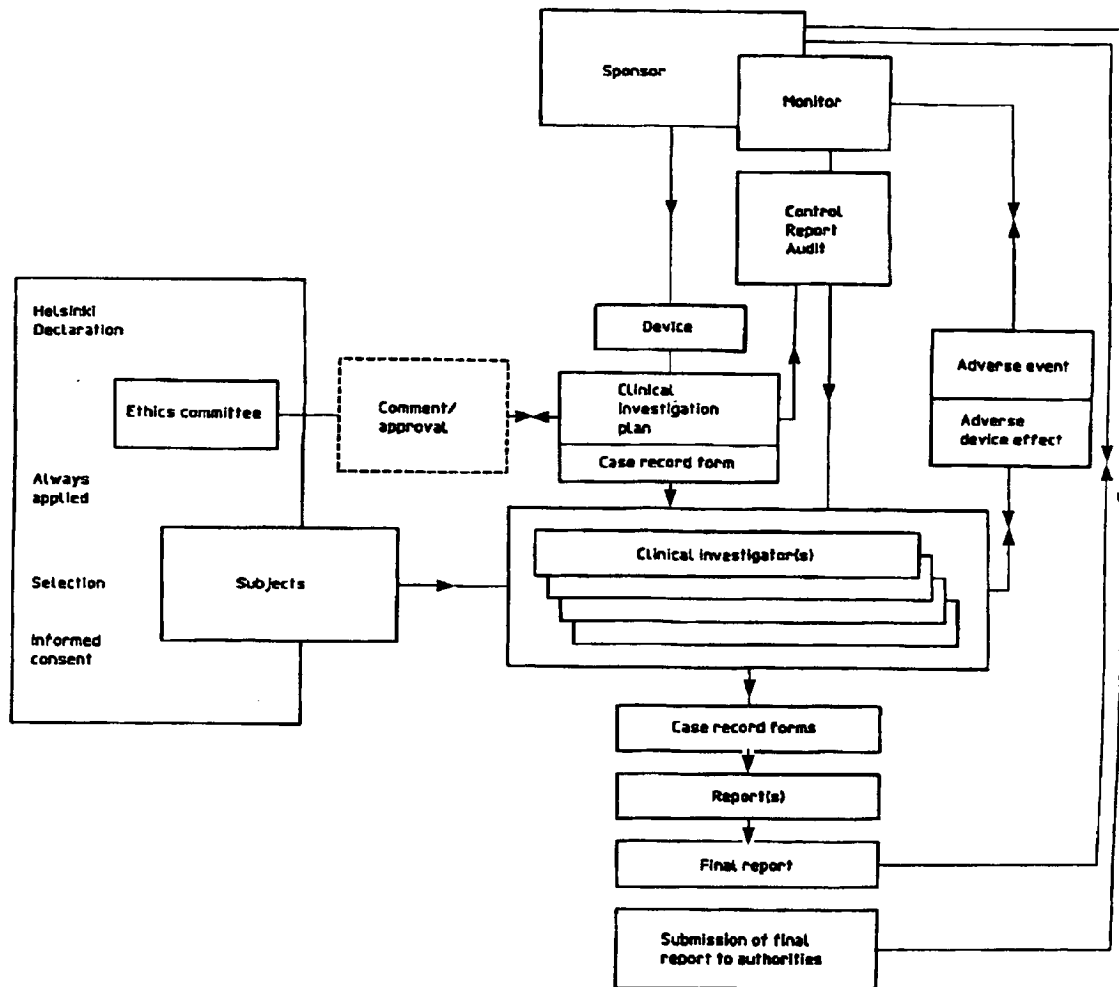 Sponsor
Monitor
Control
Report
Audit
Helsinki
Declaration
Device
Ethics committee
Comment/
approval
Clinical
investigation
plan
Case record form
Adverse event
Adverse
device effect
Always
applied
Clinical investigator(s)
Selection
Subjects
Informed
consent
Case record forms
Report(s)
Final report
Submission of final
report to authorities